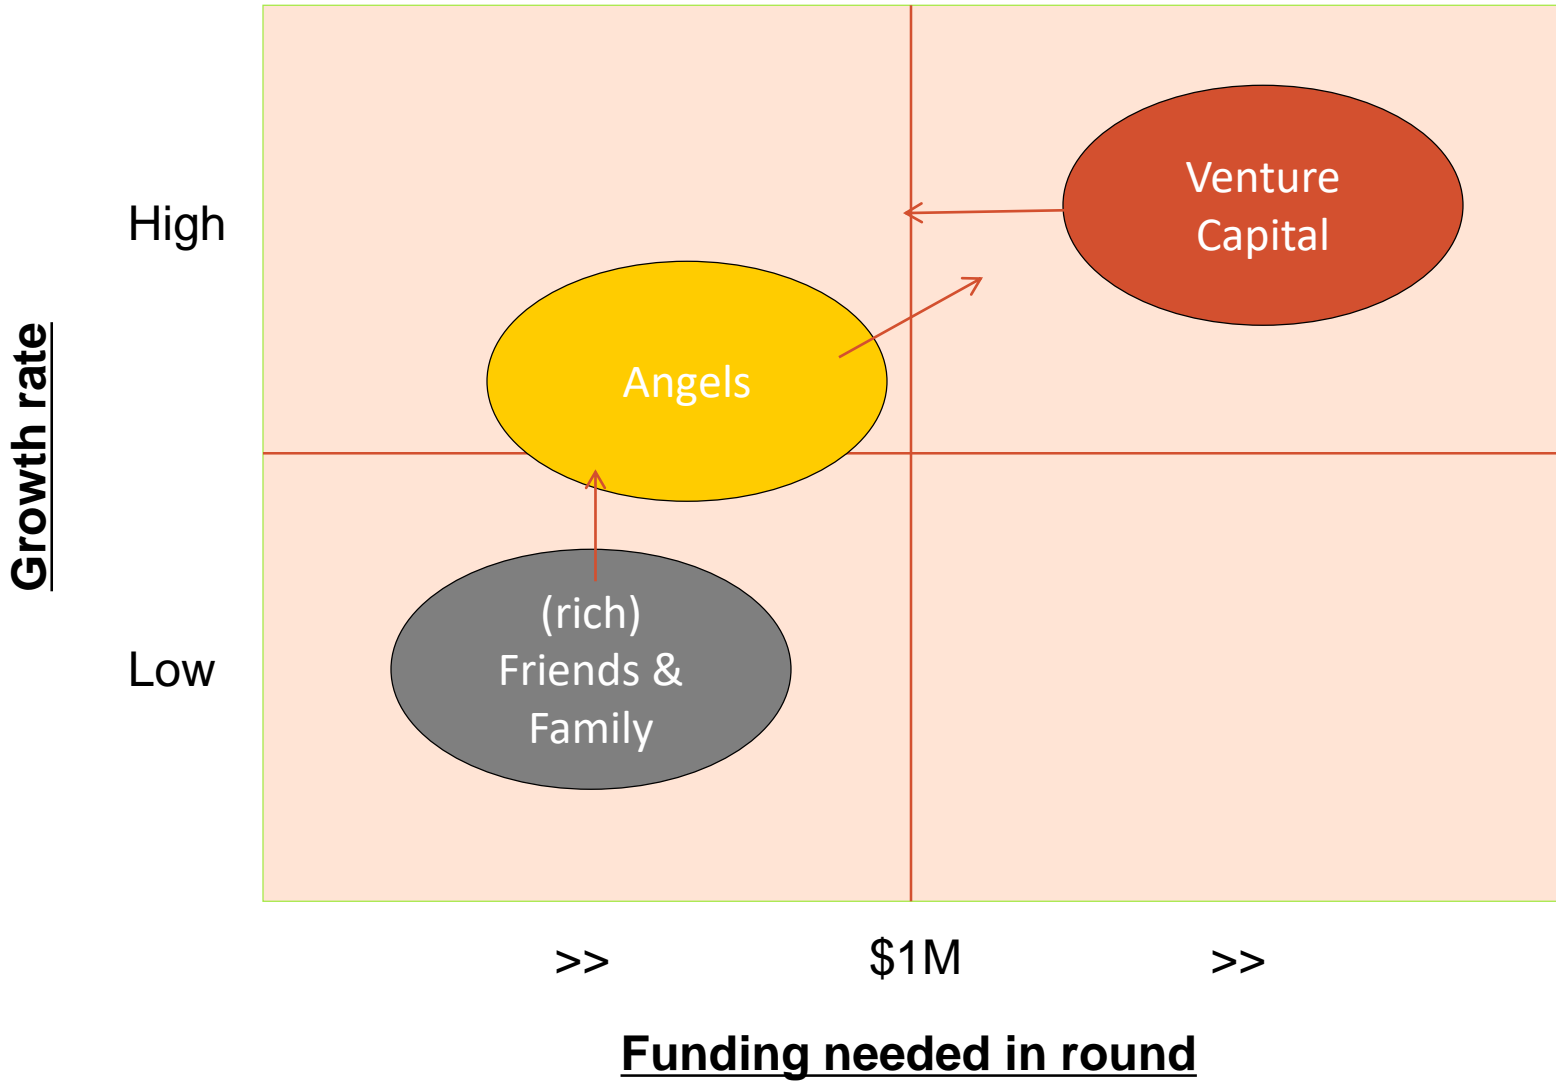 High
Venture
Capital
Angels
Growth rate
(rich)
Friends &
Family
Low
>> $1M >>
Funding needed in round